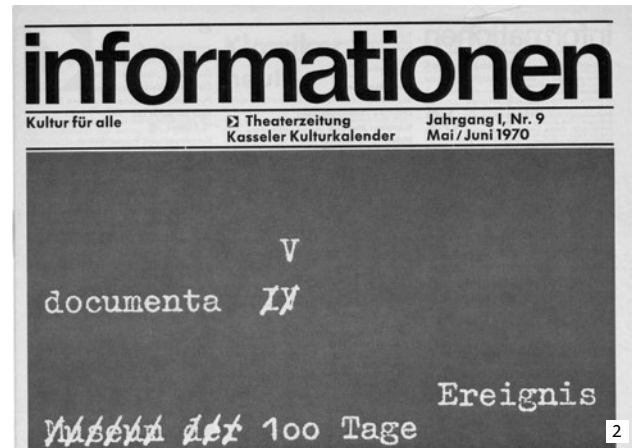 informationen
Kultur für alle
Theaterzeitung
Kasseler Kulturkalender
Jahrgang I, Nr. 9
Mai/Juni 1970
V
documenta IV
Ereignis
Museum der 100 Tage
2